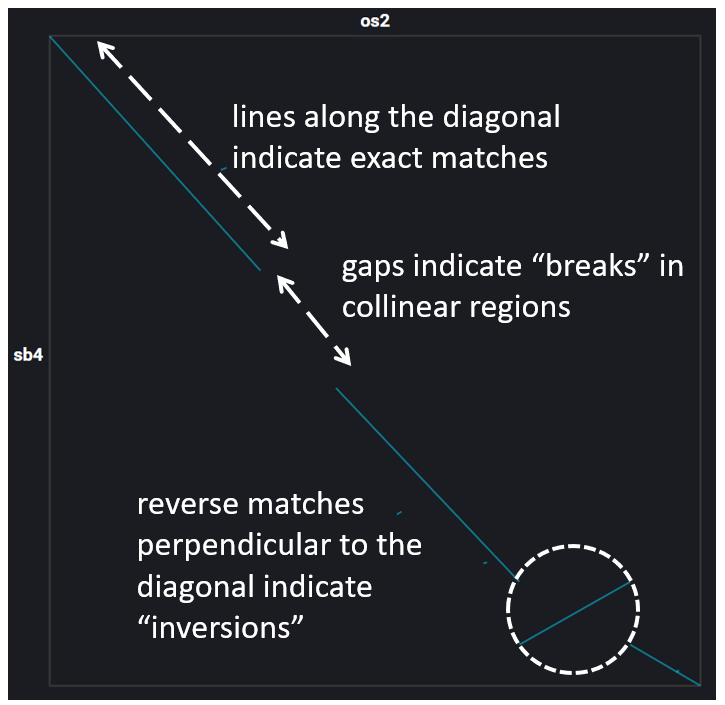 os2
lines along the diagonal
indicate exact matches
gaps indicate “breaks” in
collinear regions
sb4
reverse matches
perpendicular to the
diagonal indicate
“inversions”